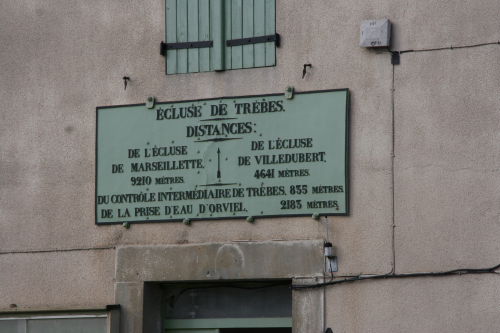 ÉCLUSE DE TRÈBES.
DISTANCES:
DE L'ÉCLUSE
DE MARSEILLETTE.
9210 MÈTRES.
DE L'ÉCLUSE
DE VILLEDUBERT,
4641 MÈTRES.
DU CONTRÔLE INTERMÉDIAIRE DE TRÈBES, 835 MÈTRES.
DE LA PRISE D'EAU D'ORVIEL, 2183 MÈTRES.